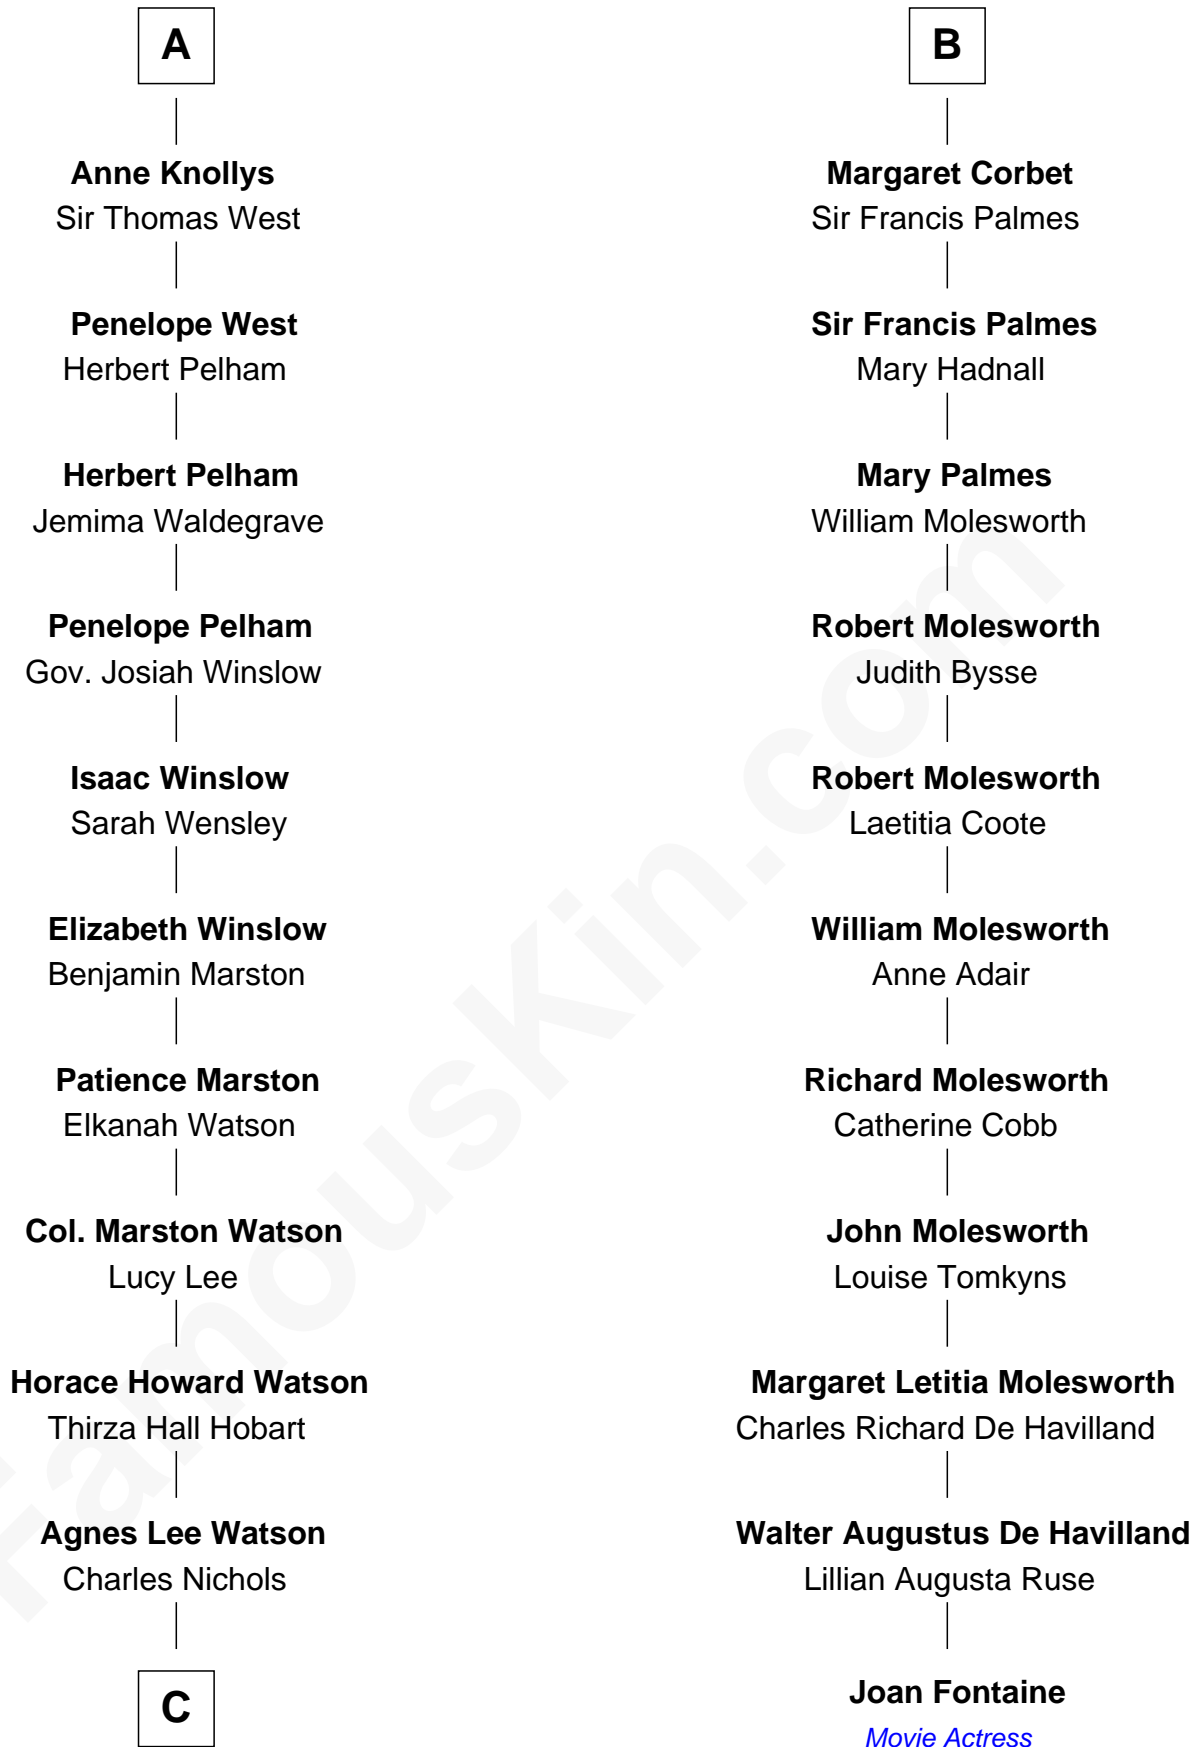 A
Anne Knollys
Sir Thomas West
Penelope West
Herbert Pelham
Herbert Pelham
Jemima Waldegrave
Penelope Pelham
Gov. Josiah Winslow
Isaac Winslow
Sarah Wensley
Elizabeth Winslow
Benjamin Marston
Patience Marston
Elkanah Watson
Col. Marston Watson
Lucy Lee
Horace Howard Watson
Thirza Hall Hobart
Agnes Lee Watson
Charles Nichols
C
B
Margaret Corbet
Sir Francis Palmes
Sir Francis Palmes
Mary Hadnall
Mary Palmes
William Molesworth
Robert Molesworth
Judith Bysse
Robert Molesworth
Laetitia Coote
William Molesworth
Anne Adair
Richard Molesworth
Catherine Cobb
John Molesworth
Louise Tomkyns
Margaret Letitia Molesworth
Charles Richard De Havilland
Walter Augustus De Havilland
Lillian Augusta Ruse
Joan Fontaine
Movie Actress
FamousKin.com